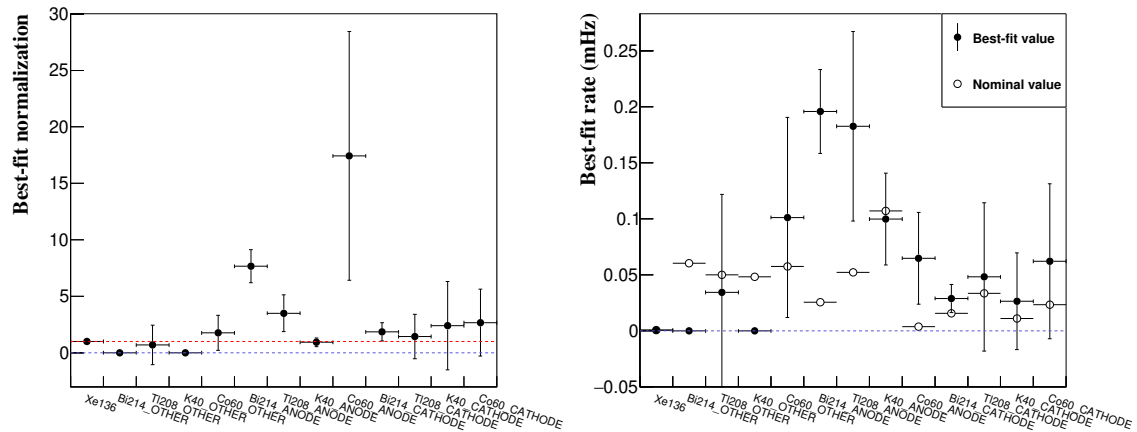 Best-fit normalization
30
25
20
15
10
5
0
Xe136
Bi214_OTHER
Tl208_OTHER
K40_OTHER
Co60_OTHER
Bi214_ANODE
Tl208_ANODE
K40_ANODE
Co60_ANODE
Bi214_CATHODE
Tl208_CATHODE
K40_CATHODE
Co60_CATHODE
Best-fit rate (mHz)
0.25
0.2
0.15
0.1
0.05
0
−0.05
Best-fit value
Nominal value
Xe136
Bi214_OTHER
Tl208_OTHER
K40_OTHER
Co60_OTHER
Bi214_ANODE
Tl208_ANODE
K40_ANODE
Co60_ANODE
Bi214_CATHODE
Tl208_CATHODE
K40_CATHODE
Co60_CATHODE